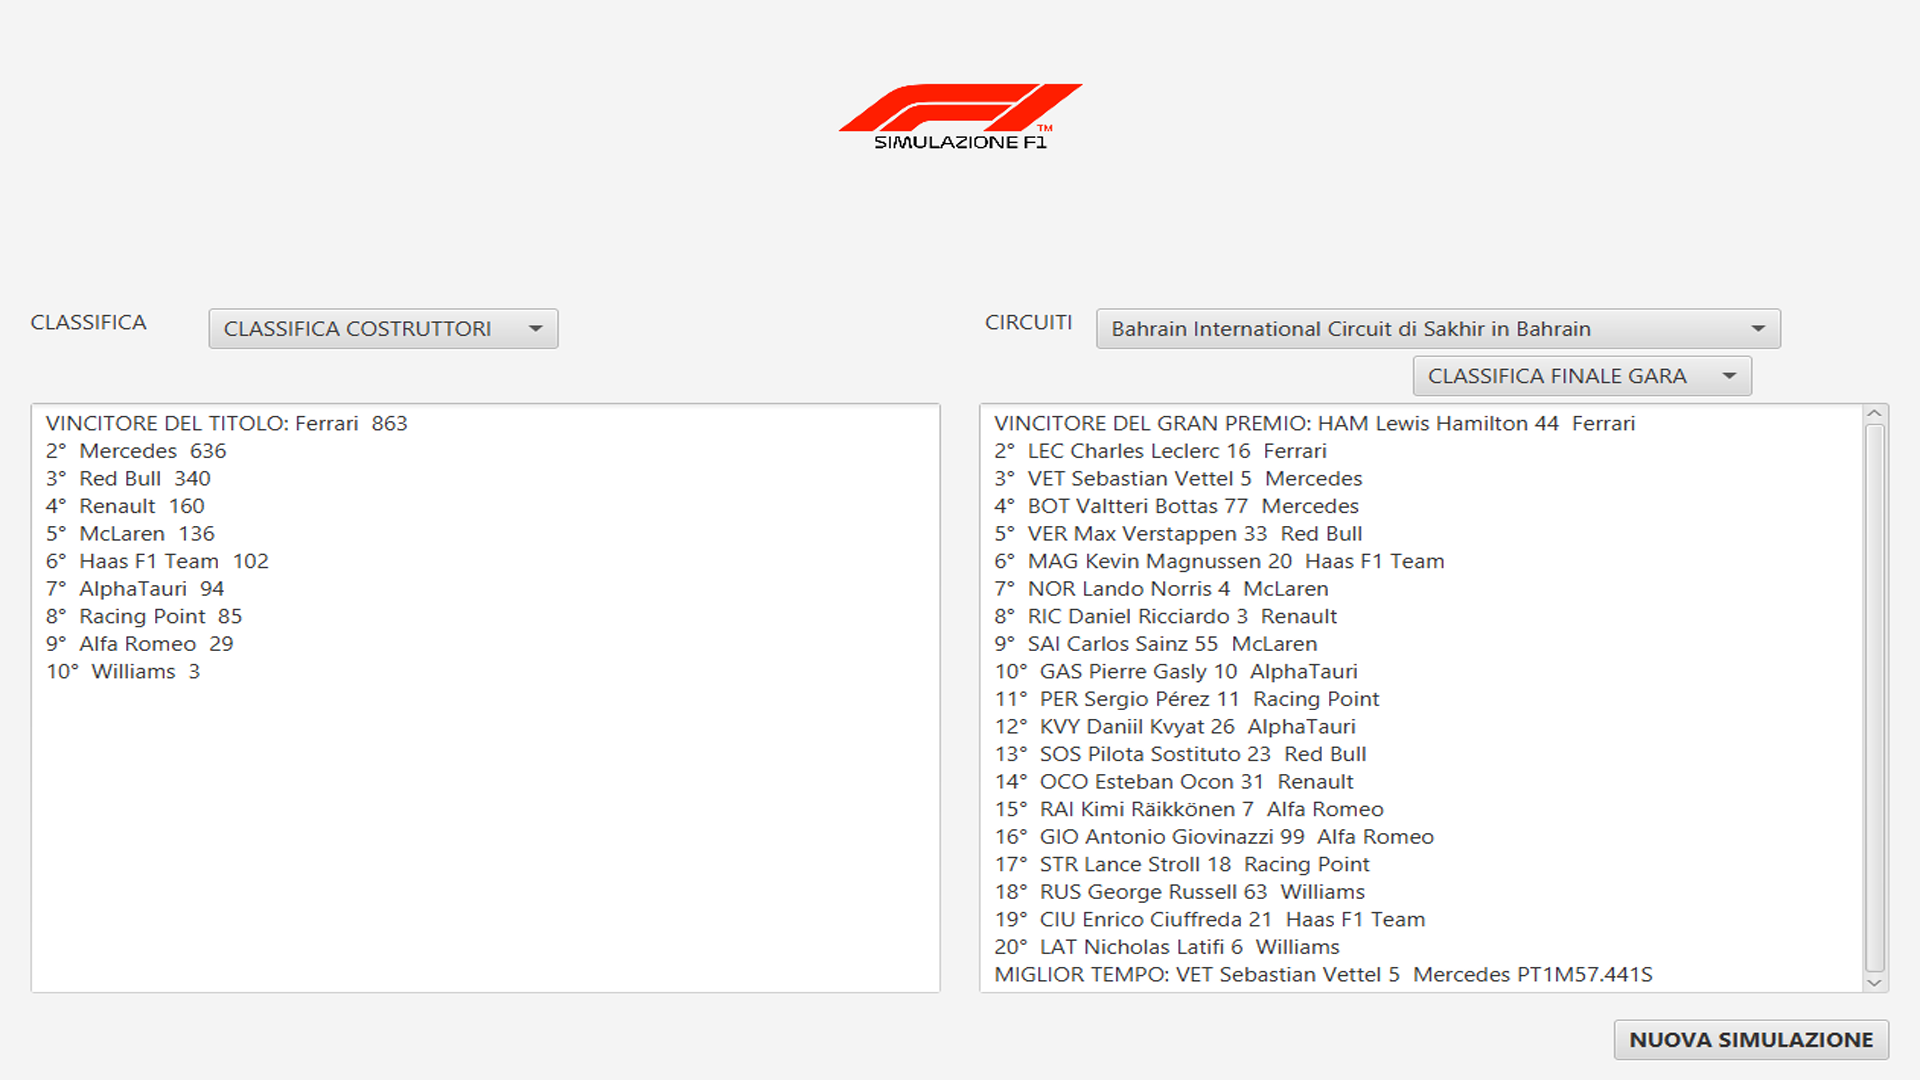 TM
SIMULAZIONE F1
CLASSIFICA
CLASSIFICA COSTRUTTORI
CIRCUITI
Bahrain International Circuit di Sakhir in Bahrain
CLASSIFICA FINALE GARA
VINCITORE DEL TITOLO: Ferrari 863
2° Mercedes 636
3° Red Bull 340
4° Renault 160
5° McLaren 136
6° Haas F1 Team 102
7° AlphaTauri 94
8° Racing Point 85
9° Alfa Romeo 29
10° Williams 3
VINCITORE DEL GRAN PREMIO: HAM Lewis Hamilton 44 Ferrari
2° LEC Charles Leclerc 16 Ferrari
3° VET Sebastian Vettel 5 Mercedes
4° BOT Valtteri Bottas 77 Mercedes
5° VER Max Verstappen 33 Red Bull
6° MAG Kevin Magnussen 20 Haas F1 Team
7° NOR Lando Norris 4 McLaren
8° RIC Daniel Ricciardo 3 Renault
9° SAI Carlos Sainz 55 McLaren
10° GAS Pierre Gasly 10 AlphaTauri
11° PER Sergio Pérez 11 Racing Point
12° KVY Daniil Kvyat 26 AlphaTauri
13° SOS Pilota Sostituto 23 Red Bull
14° OCO Esteban Ocon 31 Renault
15° RAI Kimi Räikkönen 7 Alfa Romeo
16° GIO Antonio Giovinazzi 99 Alfa Romeo
17° STR Lance Stroll 18 Racing Point
18° RUS George Russell 63 Williams
19° CIU Enrico Ciuffreda 21 Haas F1 Team
20° LAT Nicholas Latifi 6 Williams
MIGLIOR TEMPO: VET Sebastian Vettel 5 Mercedes PT1M57.441S
NUOVA SIMULAZIONE